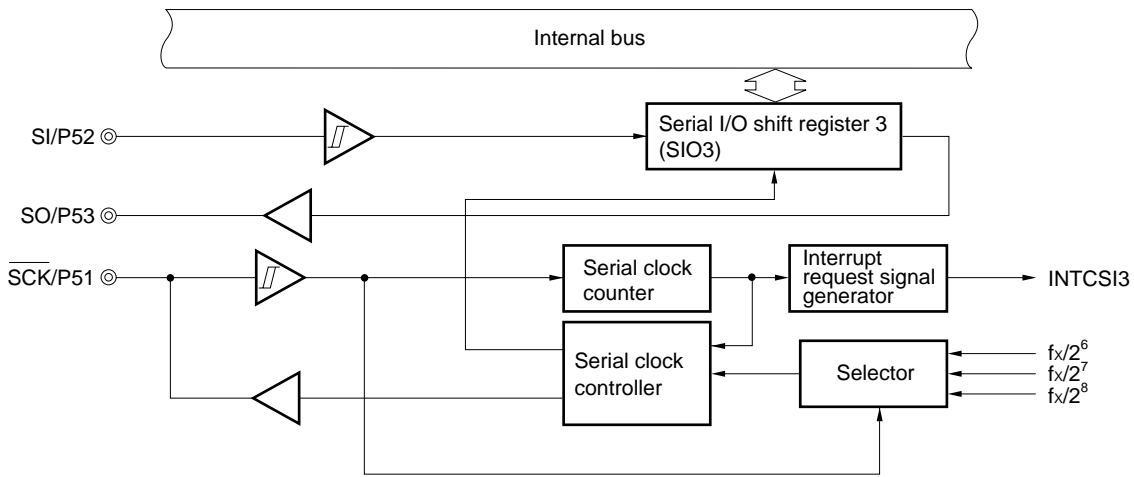 Internal bus
SI/P52
Serial I/O shift register 3
(SIO3)
SO/P53
S̅C̅K̅/P51
Serial clock
counter
Interrupt
request signal
generator
INTCSI3
Serial clock
controller
Selector
fx/2⁶
fx/2⁷
fx/2⁸